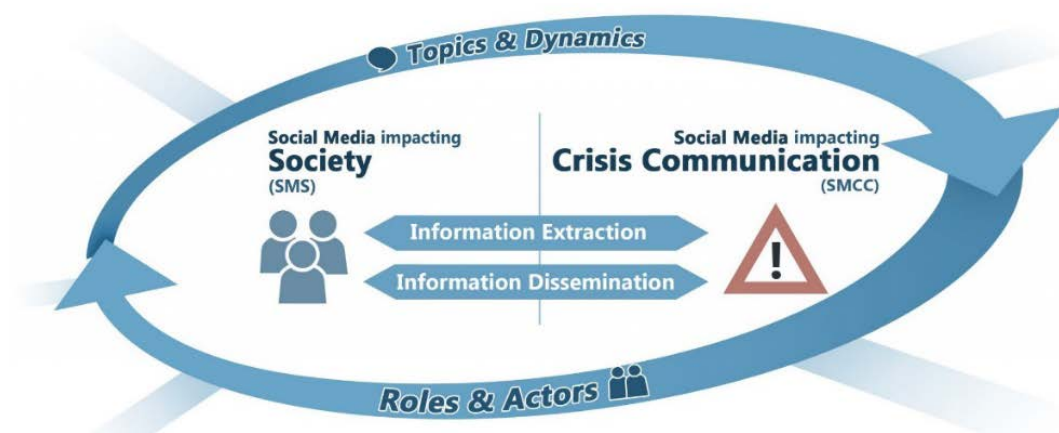 Topics & Dynamics
Social Media impacting
Society
(SMS)
Social Media impacting
Crisis Communication
(SMCC)
Information Extraction
!
Information Dissemination
Roles & Actors